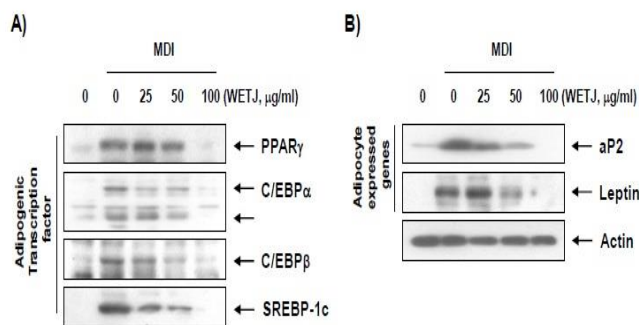 A)
MDI
0 0 25 50 100 (WETJ, μg/ml)
Adipogenic
Transcription
factor
← PPARγ
← C/EBPα
←
← C/EBPβ
← SREBP-1c
B)
MDI
0 0 25 50 100 (WETJ, μg/ml)
Adipocyte
expressed
genes
← aP2
← Leptin
← Actin